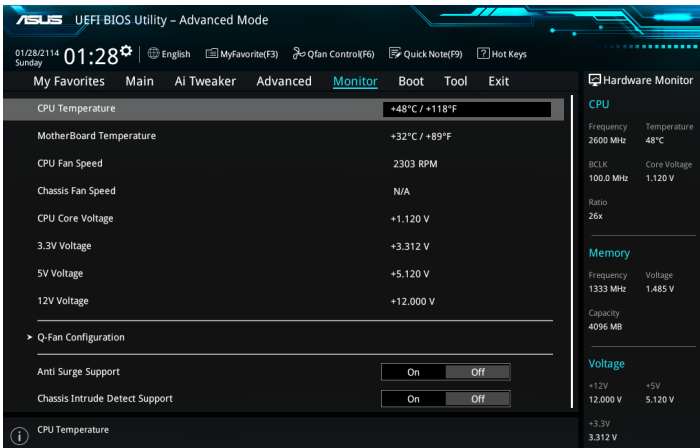 ASUS UEFI BIOS Utility – Advanced Mode
01/28/2114 Sunday 01:28 English MyFavorite(F3) Qfan Control(F6) Quick Note(F9) ? Hot Keys
My Favorites Main Ai Tweaker Advanced Monitor Boot Tool Exit
Hardware Monitor
CPU Temperature +48°C / +118°F
MotherBoard Temperature +32°C / +89°F
CPU Fan Speed 2303 RPM
Chassis Fan Speed N/A
CPU Core Voltage +1.120 V
3.3V Voltage +3.312 V
5V Voltage +5.120 V
12V Voltage +12.000 V
> Q-Fan Configuration
Anti Surge Support On Off
Chassis Intrude Detect Support On Off
i CPU Temperature
CPU
Frequency Temperature
2600 MHz 48°C
BCLK Core Voltage
100.0 MHz 1.120 V
Ratio
26x
Memory
Frequency Voltage
1333 MHz 1.485 V
Capacity
4096 MB
Voltage
+12V +5V
12.000 V 5.120 V
+3.3V
3.312 V